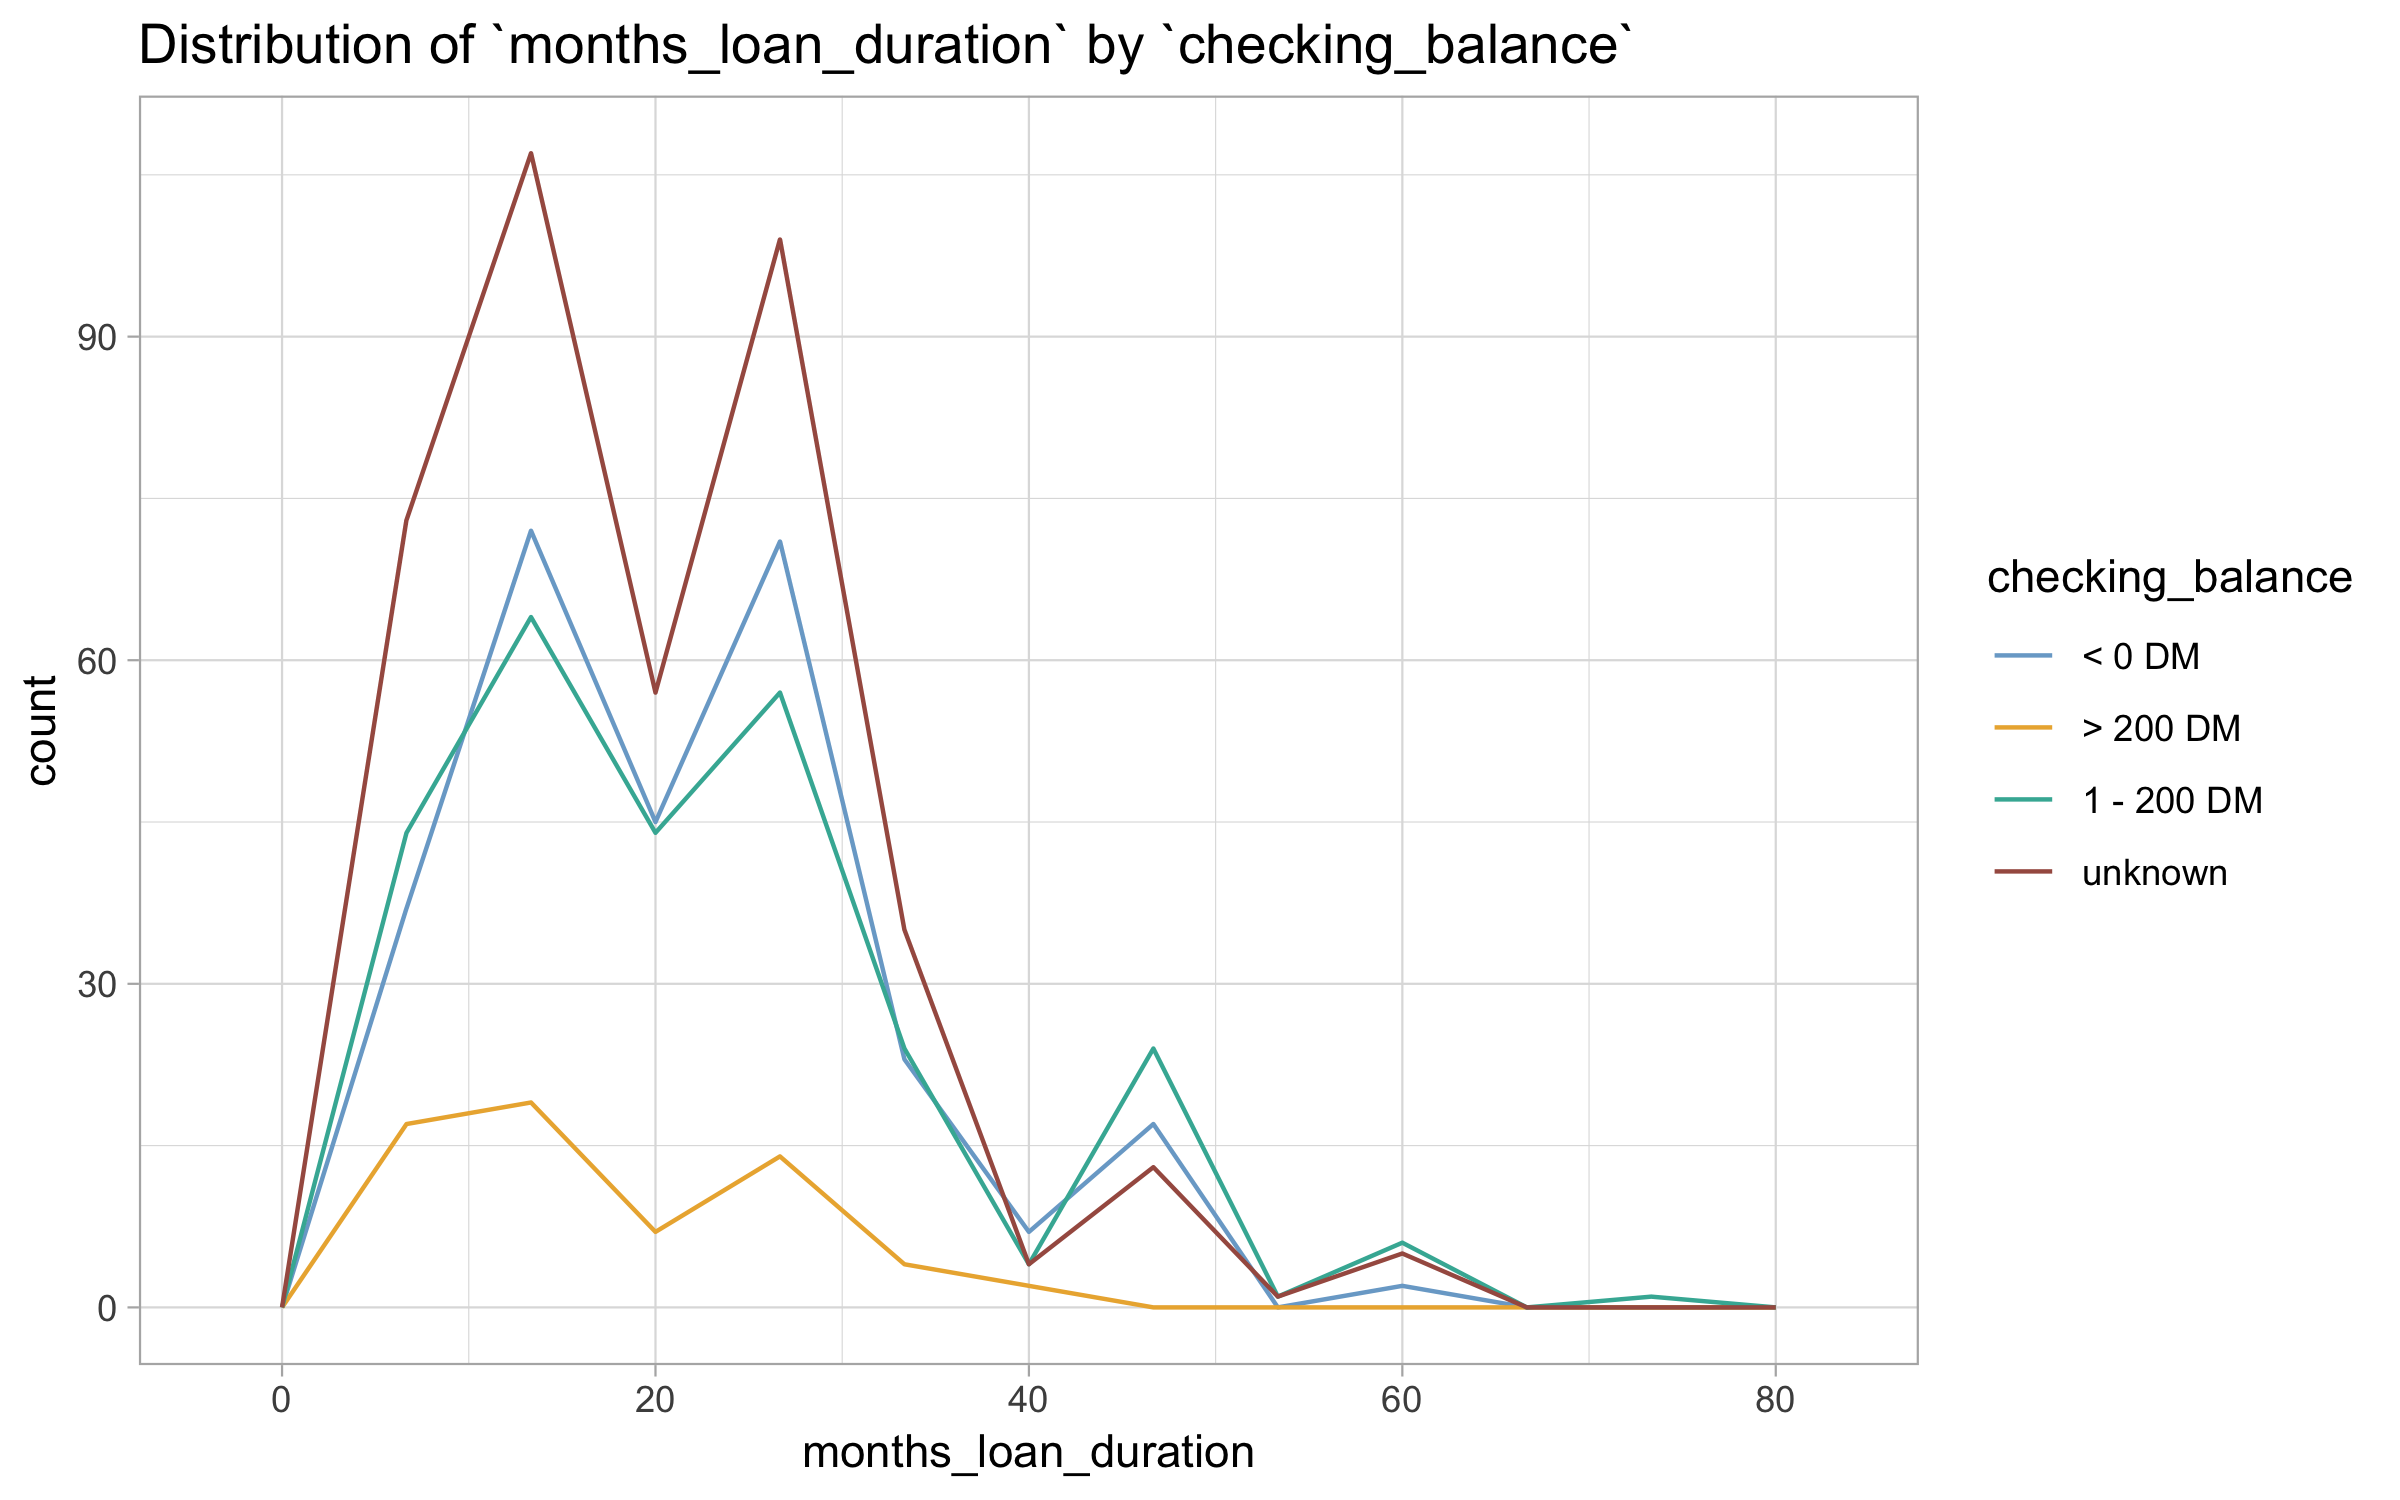 Distribution of `months_loan_duration` by `checking_balance`
90
60
30
0
count
0 20 40 60 80
months_loan_duration
checking_balance
< 0 DM
> 200 DM
1 - 200 DM
unknown